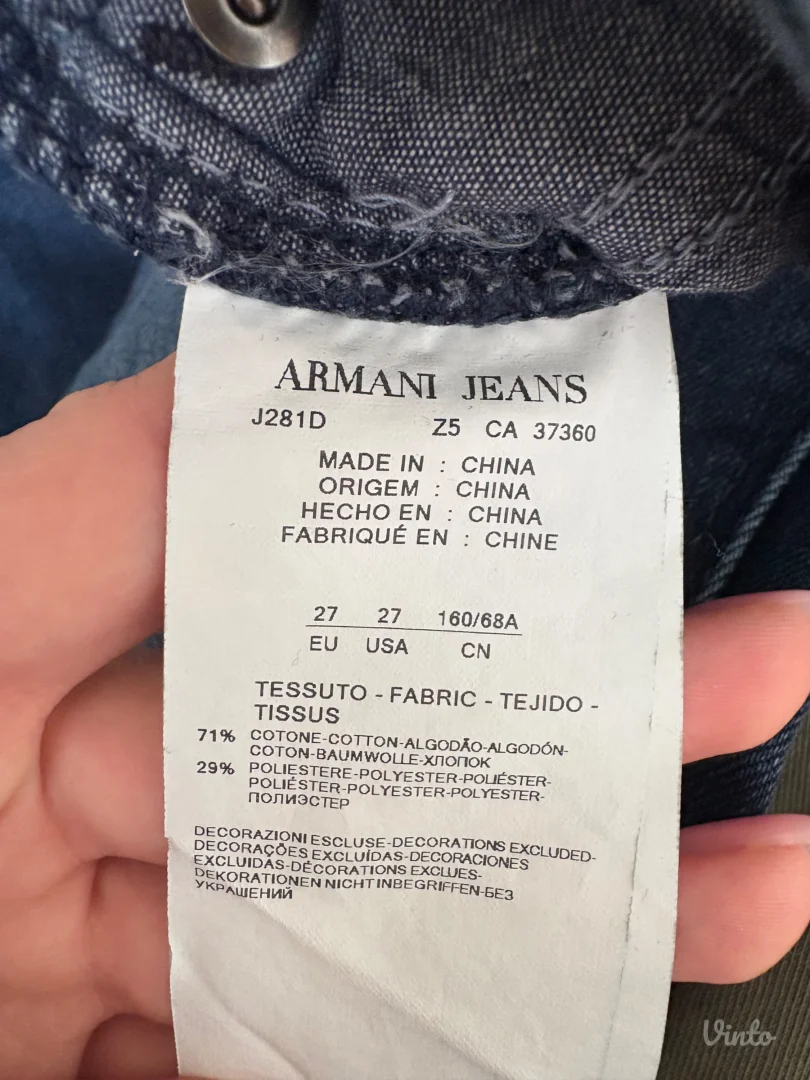 ARMANI JEANS
J281D Z5 CA 37360
MADE IN : CHINA
ORIGEM : CHINA
HECHO EN : CHINA
FABRIQUÉ EN : CHINE
27 27 160/68A
EU USA CN
TESSUTO - FABRIC - TEJIDO -
TISSUS
71% COTONE-COTTON-ALGODÃO-ALGODÓN-
COTON-BAUMWOLLE-ХЛОПОК
29% POLIESTERE-POLYESTER-POLIÉSTER-
POLIÉSTER-POLYESTER-POLYESTER-
ПОЛИЭСТЕР
DECORAZIONI ESCLUSE-DECORATIONS EXCLUDED-
DECORAÇÕES EXCLUÍDAS-DECORACIONES
EXCLUIDAS-DÉCORATIONS EXCLUES-
DEKORATIONEN NICHT INBEGRIFFEN-БЕЗ
УКРАШЕНИЙ
Vinto